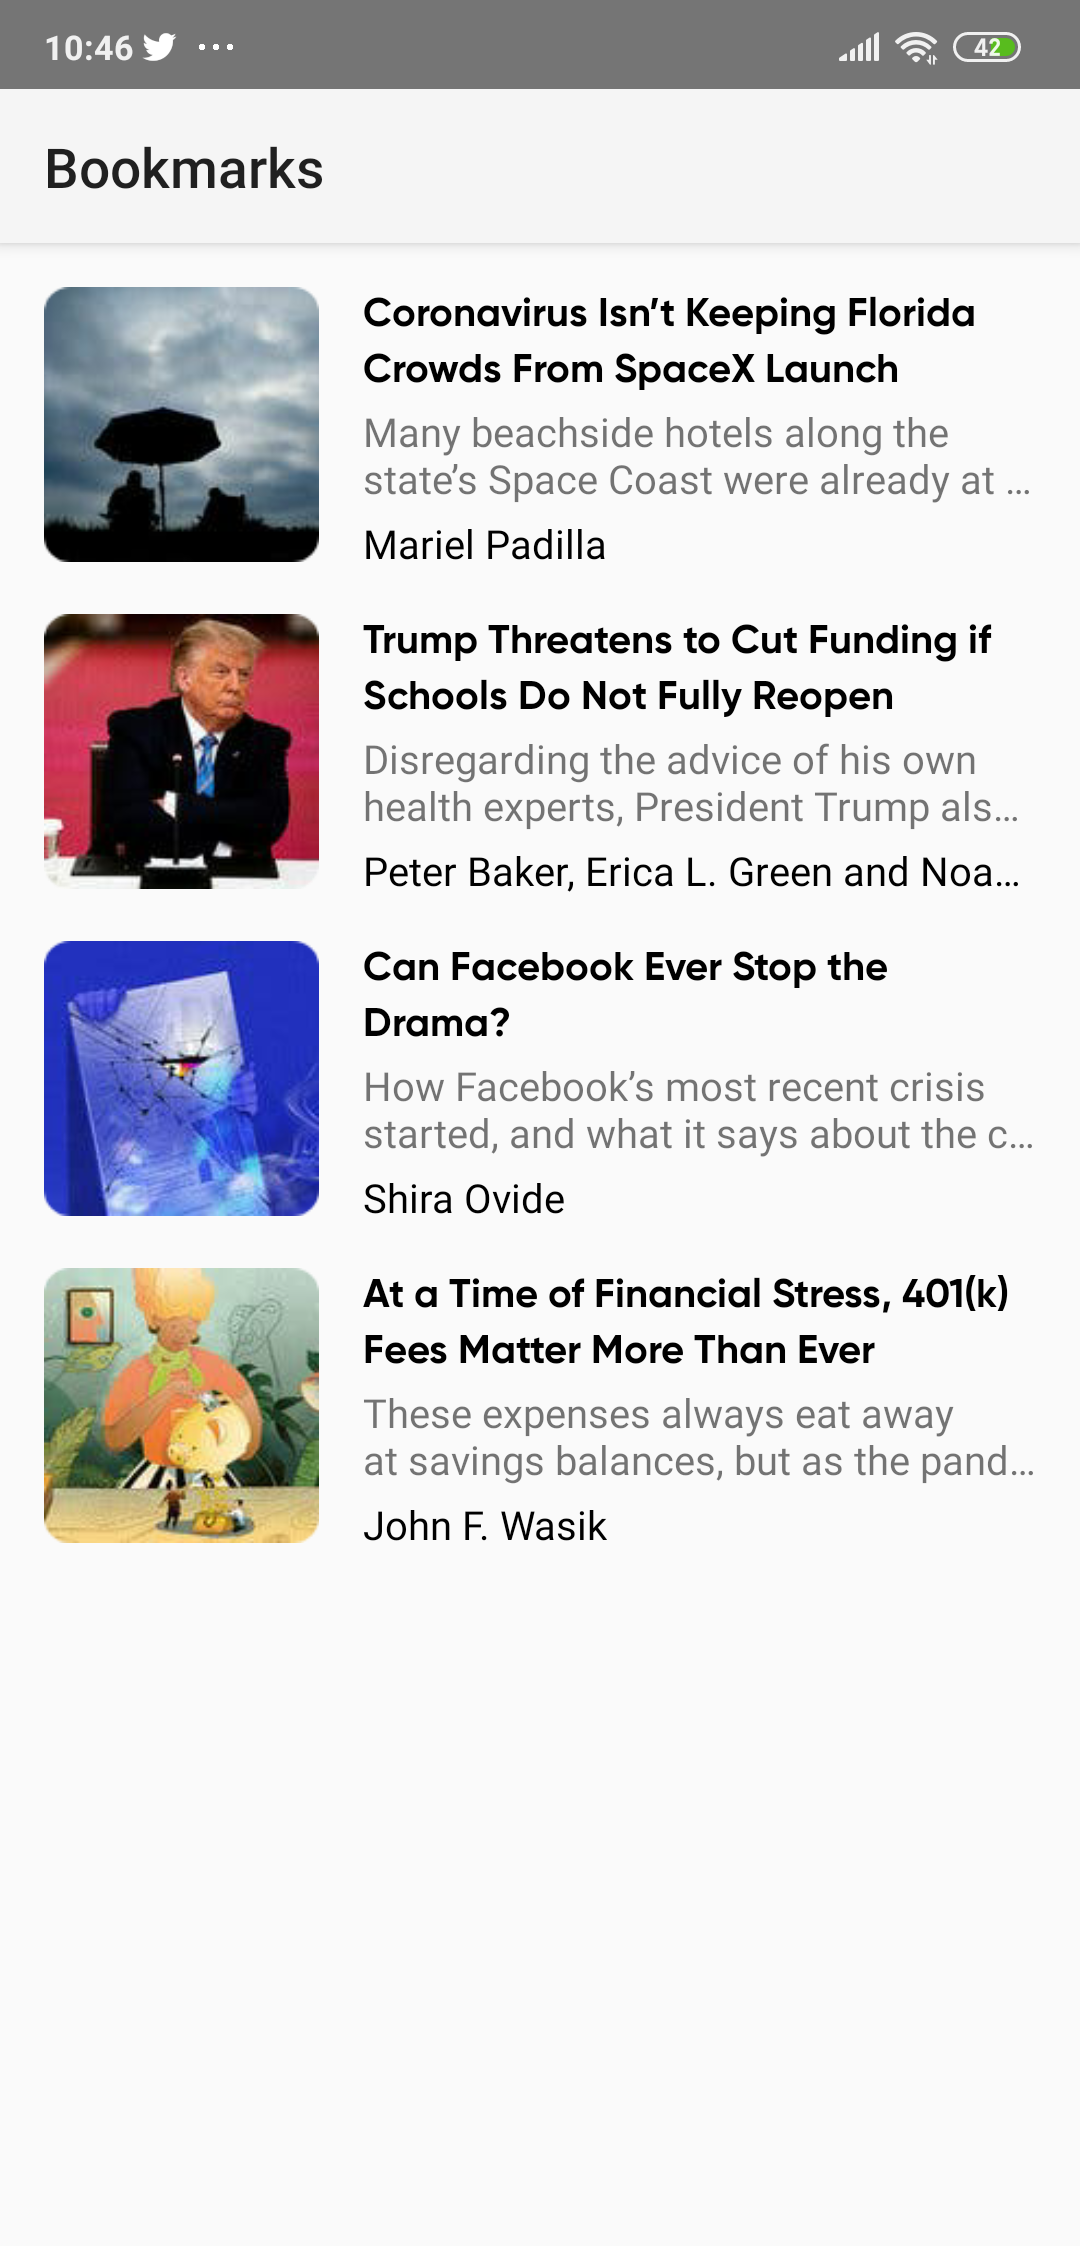 10:46
42
Bookmarks
Coronavirus Isn’t Keeping Florida
Crowds From SpaceX Launch
Many beachside hotels along the
state’s Space Coast were already at ...
Mariel Padilla
Trump Threatens to Cut Funding if
Schools Do Not Fully Reopen
Disregarding the advice of his own
health experts, President Trump als...
Peter Baker, Erica L. Green and Noa...
Can Facebook Ever Stop the
Drama?
How Facebook’s most recent crisis
started, and what it says about the c...
Shira Ovide
At a Time of Financial Stress, 401(k)
Fees Matter More Than Ever
These expenses always eat away
at savings balances, but as the pand...
John F. Wasik